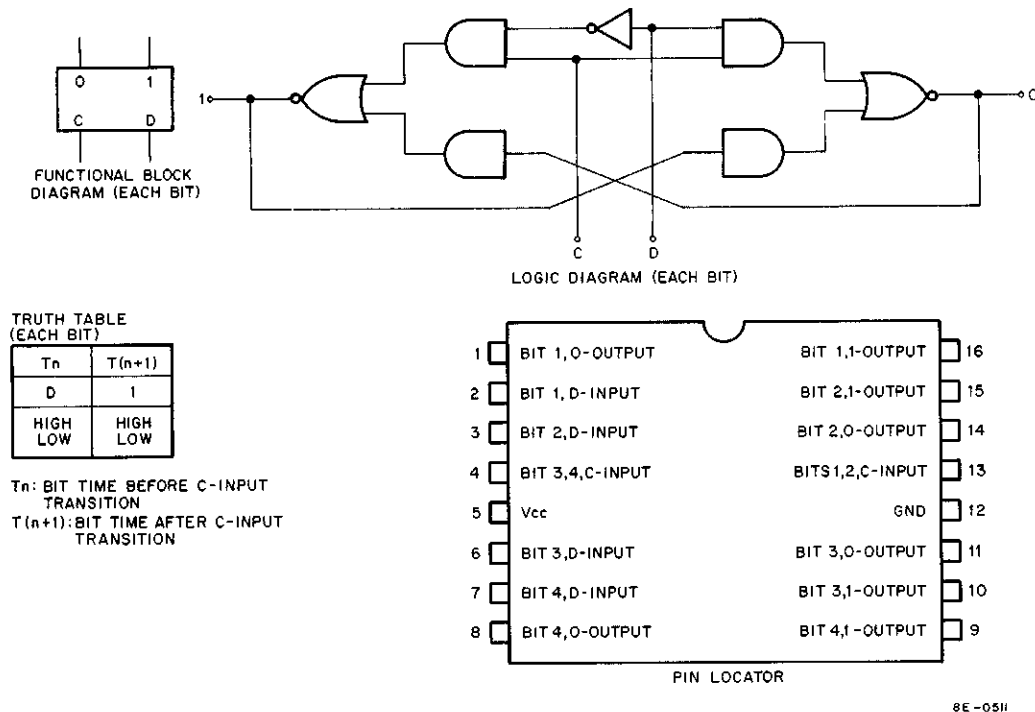 0 1
C D
FUNCTIONAL BLOCK
DIAGRAM (EACH BIT)
1
0
C
D
LOGIC DIAGRAM (EACH BIT)
TRUTH TABLE
(EACH BIT)
Tn T(n+1)
D 1
HIGH HIGH
LOW LOW
Tn: BIT TIME BEFORE C-INPUT
TRANSITION
T(n+1): BIT TIME AFTER C-INPUT
TRANSITION
1 BIT 1,0-OUTPUT BIT 1,1-OUTPUT 16
2 BIT 1,D-INPUT BIT 2,1-OUTPUT 15
3 BIT 2,D-INPUT BIT 2,0-OUTPUT 14
4 BIT 3,4,C-INPUT BITS 1,2,C-INPUT 13
5 Vcc GND 12
6 BIT 3,D-INPUT BIT 3,0-OUTPUT 11
7 BIT 4,D-INPUT BIT 3,1-OUTPUT 10
8 BIT 4,0-OUTPUT BIT 4,1-OUTPUT 9
PIN LOCATOR
8E-0511